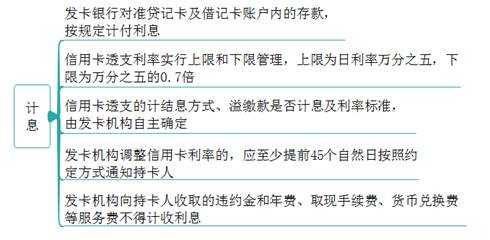 计
息
发卡银行对准贷记卡及借记卡账户内的存款，
按规定计付利息
信用卡透支利率实行上限和下限管理，上限为日利率万分之五，下
限为万分之五的0.7倍
信用卡透支的计结息方式、溢缴款是否计息及利率标准，
由发卡机构自主确定
发卡机构调整信用卡利率的，应至少提前45个自然日按照约
定方式通知持卡人
发卡机构向持卡人收取的违约金和年费、取现手续费、货币兑换费
等服务费不得计收利息